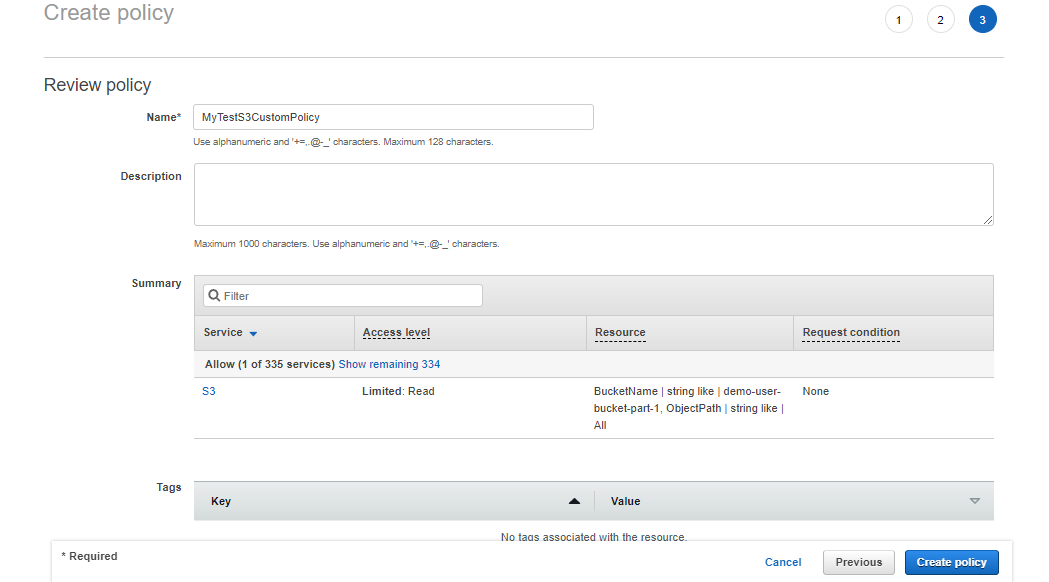 Create policy
1 2 3
Review policy
Name* MyTestS3CustomPolicy
Use alphanumeric and '+=,.@-_' characters. Maximum 128 characters.
Description
Maximum 1000 characters. Use alphanumeric and '+=,.@-_' characters.
Summary
Filter
Service Access level Resource Request condition
Allow (1 of 335 services) Show remaining 334
S3 Limited: Read BucketName | string like | demo-user- None
bucket-part-1, ObjectPath | string like |
All
Tags
Key Value
No tags associated with the resource.
* Required
Cancel Previous Create policy